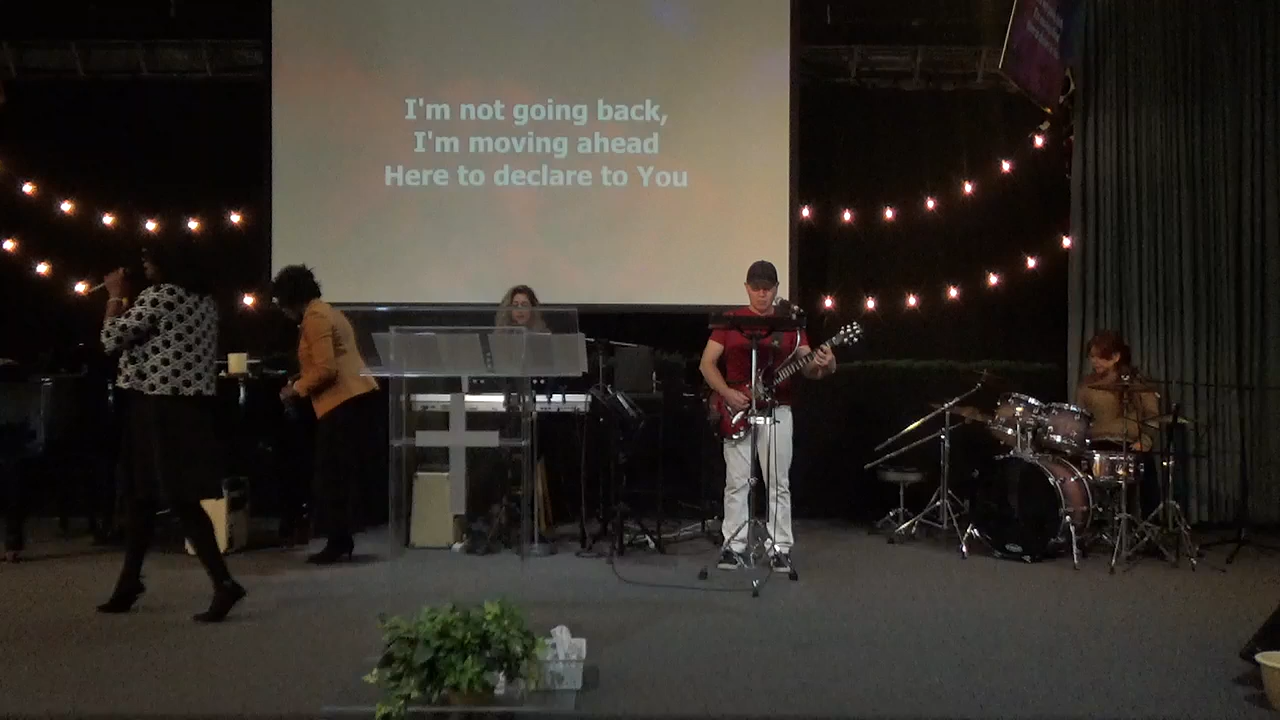 I'm not going back,
I'm moving ahead
Here to declare to You